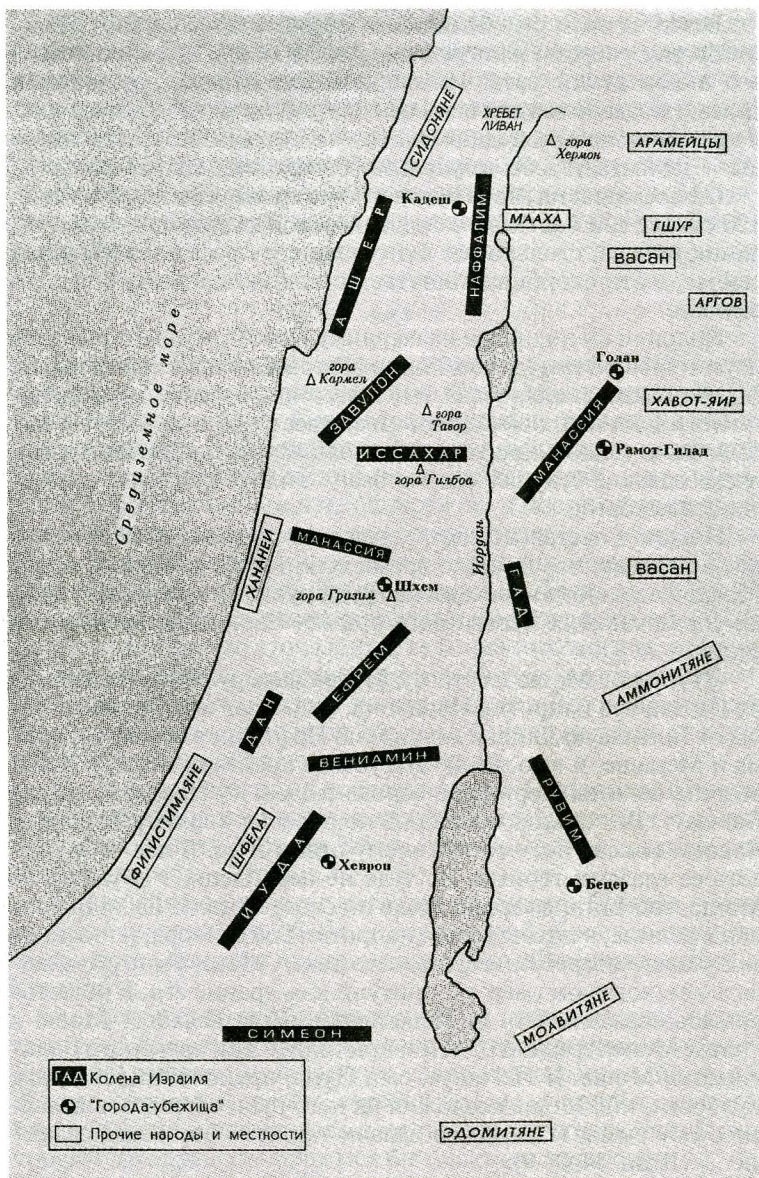 ХРЕБЕТ
ЛИВАН
гора
Хермон
АРАМЕЙЦЫ
СИДОНЯНЕ
Кадеш
АШЕР
НАФФАЛИМ
МААХА
ГШУР
ВАСАН
АРГОВ
Средиземное море
гора
Кармел
ЗАВУЛОН
гора
Тавор
Голан
МАНАССИЯ
ХАВОТ-ЯИР
Рамот-Гилад
ИССАХАР
гора Гилбоа
ХАНАНЕИ
МАНАССИЯ
Иордан
ВАСАН
Шхем
гора Гризим
ГАД
ЕФРЕМ
АММОНИТЯНЕ
ДАН
ВЕНИАМИН
ФИЛИСТИМЛЯНЕ
ШФЕЛА
РУВИМ
ИУДА
Хеврон
Бецер
СИМЕОН
МОАВИТЯНЕ
ЭДОМИТЯНЕ
ГАД Колена Израиля
"Города-убежища"
Прочие народы и местности